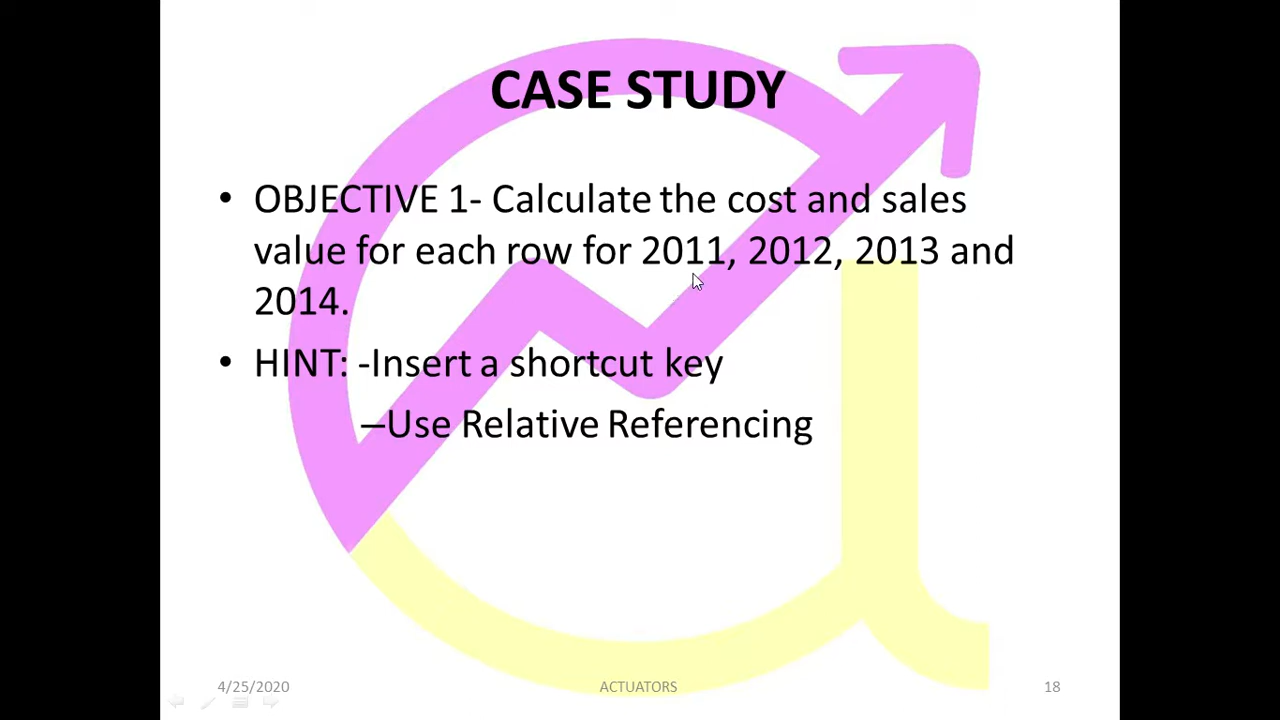 CASE STUDY
• OBJECTIVE 1- Calculate the cost and sales
value for each row for 2011, 2012, 2013 and
2014.
• HINT: -Insert a shortcut key
–Use Relative Referencing
4/25/2020 ACTUATORS 18